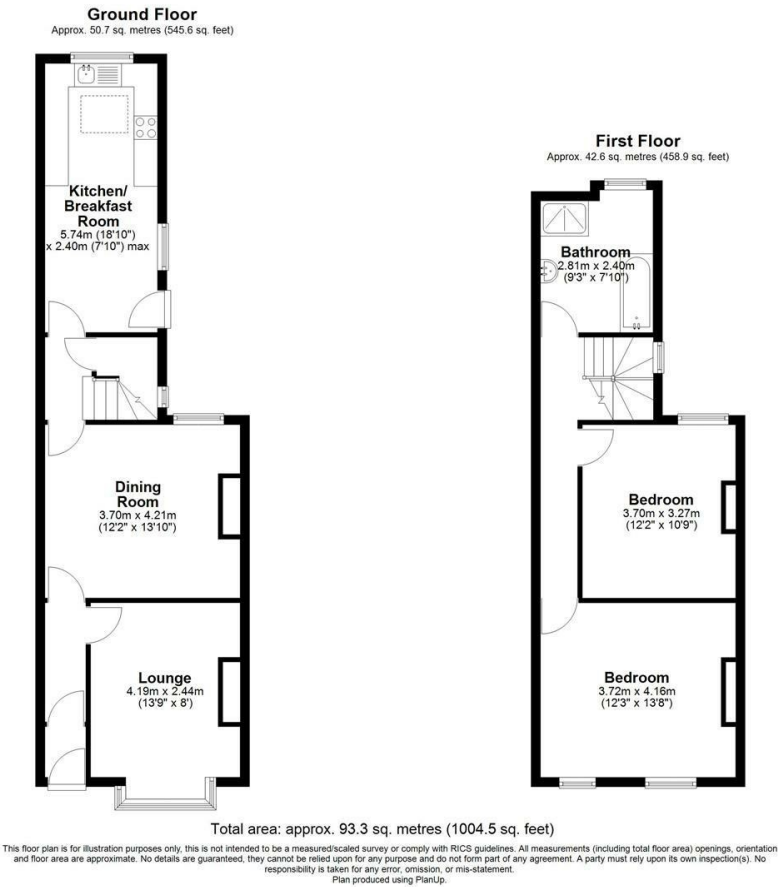 Ground Floor
Approx. 50.7 sq. metres (545.6 sq. feet)
Kitchen/
Breakfast
Room
5.74m (18'10")
x 2.40m (7'10") max
Dining
Room
3.70m x 4.21m
(12'2" x 13'10")
Lounge
4.19m x 2.44m
(13'9" x 8')
First Floor
Approx. 42.6 sq. metres (458.9 sq. feet)
Bathroom
2.81m x 2.40m
(9'3" x 7'10")
Bedroom
3.70m x 3.27m
(12'2" x 10'9")
Bedroom
3.72m x 4.16m
(12'3" x 13'8")
Total area: approx. 93.3 sq. metres (1004.5 sq. feet)
This floor plan is for illustration purposes only, this is not intended to be a measured/scaled survey or comply with RICS guidelines. All measurements (including total floor area) openings, orientation
and floor area are approximate. No details are guaranteed, they cannot be relied upon for any purpose and do not form part of any agreement. A party must rely upon its own inspection(s). No
responsibility is taken for any error, omission, or mis-statement.
Plan produced using PlanUp.